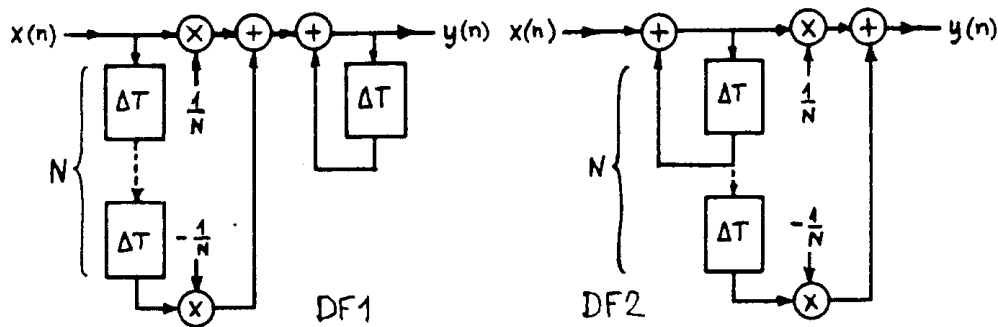 x(n)
y(n)
ΔT
ΔT
1/N
N
ΔT
-1/N
DF1
x(n)
y(n)
ΔT
1/N
N
ΔT
-1/N
DF2